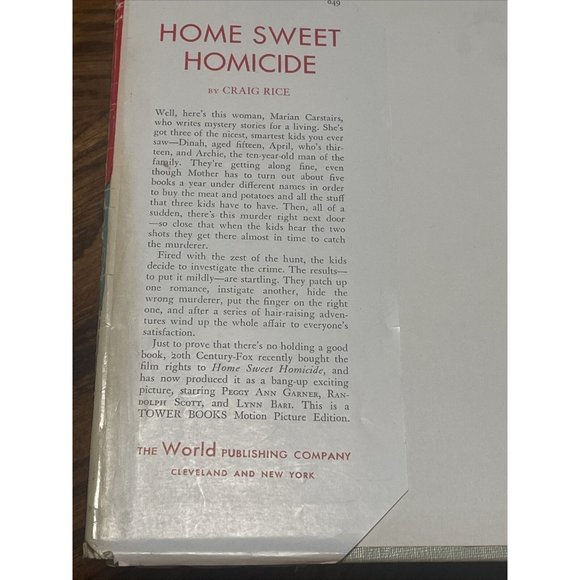 649
HOME SWEET
HOMICIDE
BY CRAIG RICE
Well, here's this woman, Marian Carstairs,
who writes mystery stories for a living. She's
got three of the nicest, smartest kids you ever
saw—Dinah, aged fifteen, April, who's thir-
teen, and Archie, the ten-year-old man of the
family. They're getting along fine, even
though Mother has to turn out about five
books a year under different names in order
to buy the meat and potatoes and all the stuff
that three kids have to have. Then, all of a
sudden, there's this murder right next door
—so close that when the kids hear the two
shots they get there almost in time to catch
the murderer.
Fired with the zest of the hunt, the kids
decide to investigate the crime. The results—
to put it mildly—are startling. They patch up
one romance, instigate another, hide the
wrong murderer, put the finger on the right
one, and after a series of hair-raising adven-
tures wind up the whole affair to everyone's
satisfaction.
Just to prove that there's no holding a good
book, 20th Century-Fox recently bought the
film rights to Home Sweet Homicide, and
has now produced it as a bang-up exciting
picture, starring PEGGY ANN GARNER, RAN-
DOLPH SCOTT, and LYNN BARI. This is a
TOWER BOOKS Motion Picture Edition.
THE World PUBLISHING COMPANY
CLEVELAND AND NEW YORK